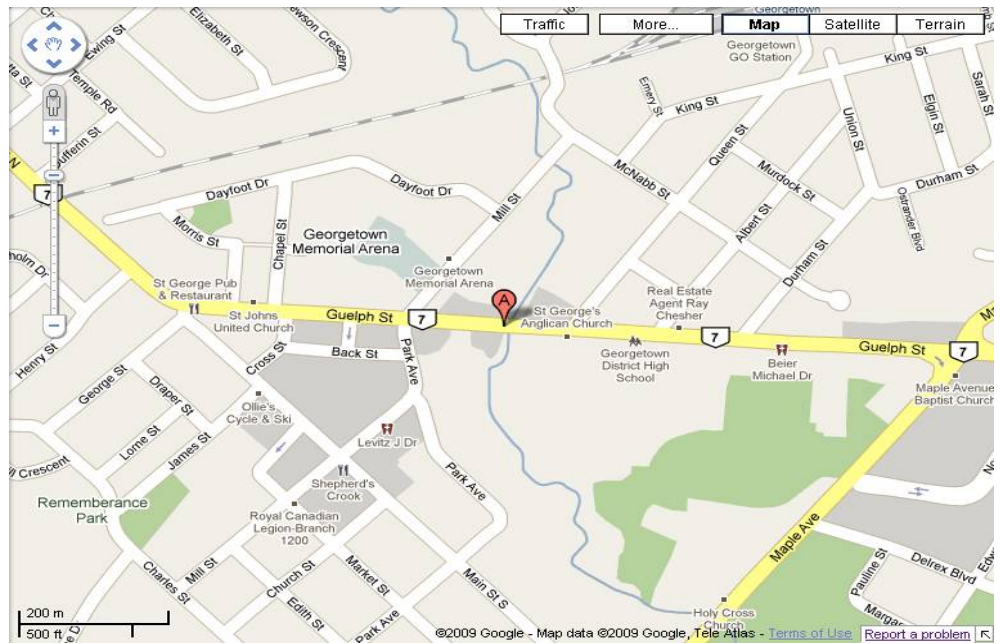 Traffic
More...
Map
Satellite
Terrain
Georgetown
GO Station
King St
Elizabeth St
Ewing St
Temple Rd
Emery St
King St
Queen St
Union St
Elgin St
Sarah St
7
Dayfoot Dr
Dayfoot Dr
Mill St
McNabb St
Murdock St
Durham St
Ostrander Blvd
Albert St
Durham St
Morris St
Chapel St
Georgetown
Memorial Arena
Georgetown
Memorial Arena
St George Pub
& Restaurant
St Johns
United Church
Guelph St
7
A
St George's
Anglican Church
Real Estate
Agent Ray
Chesher
7
Guelph St
7
Henry St
Back St
Park Ave
Cross St
Georgetown
District High
School
Beier
Michael Dr
Maple Avenue
Baptist Church
George St
Draper St
Ollie's
Cycle & Ski
Levitz J Dr
Lorne St
James St
Crescent
Shepherd's
Crook
Park Ave
Rememberance
Park
Royal Canadian
Legion-Branch
1200
Maple Ave
Delrex Blvd
Pauline St
Charles St
Mill St
Church St
Edith St
Market St
Main St S
Holy Cross
Church
200 m
500 ft
©2009 Google - Map data ©2009 Google, Tele Atlas - Terms of Use
Report a problem